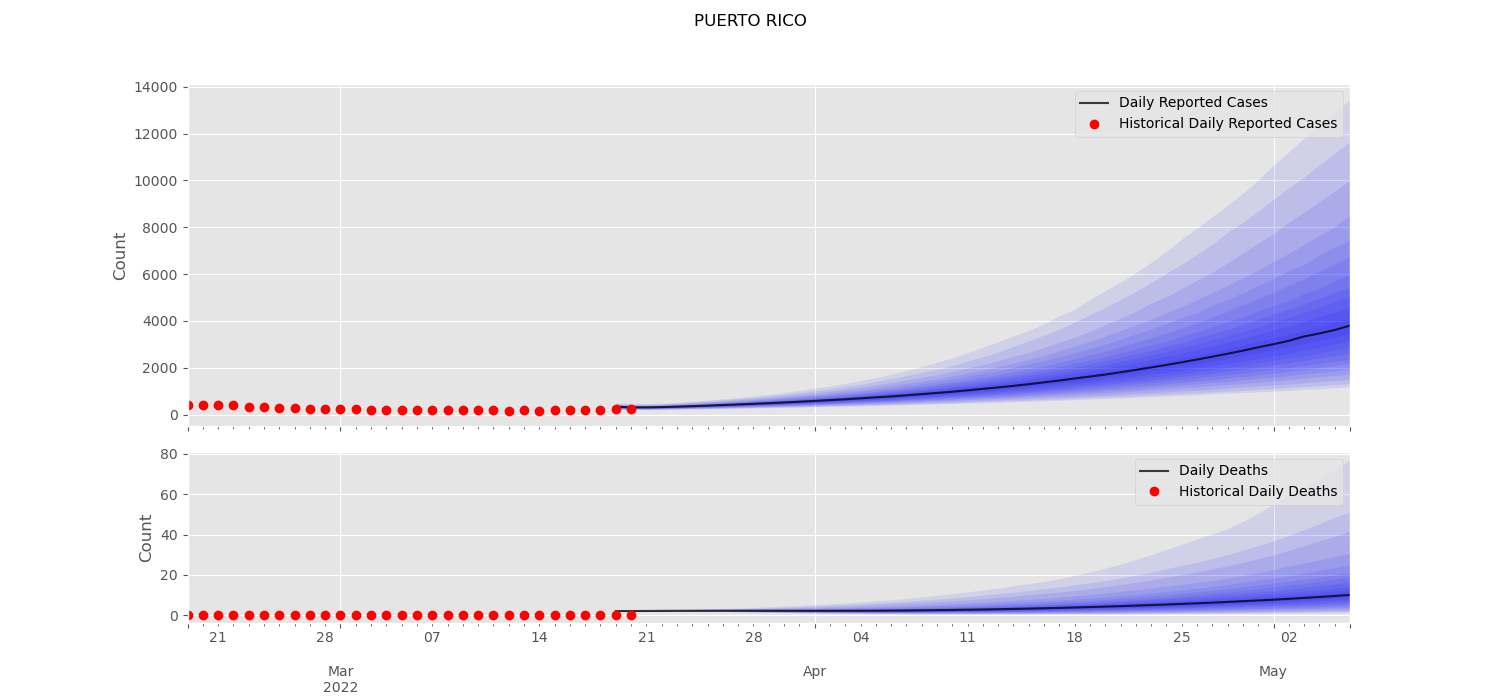 PUERTO RICO
14000
12000
10000
8000
6000
4000
2000
0
Count
Daily Reported Cases
Historical Daily Reported Cases
80
60
40
20
0
Count
Daily Deaths
Historical Daily Deaths
21 28 07 14 21 28 04 11 18 25 02
Mar Apr May
2022